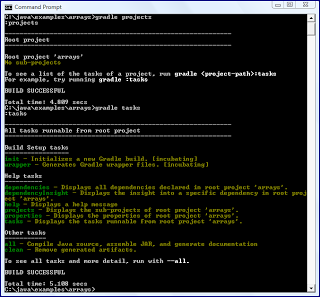 Command Prompt
C:\java\examples\arrays>gradle projects
:projects
------------------------------------------------------------
Root project
------------------------------------------------------------
Root project 'arrays'
No sub-projects
To see a list of the tasks of a project, run gradle <project-path>:tasks
For example, try running gradle :tasks
BUILD SUCCESSFUL
Total time: 4.089 secs
C:\java\examples\arrays>gradle tasks
:tasks
------------------------------------------------------------
All tasks runnable from root project
------------------------------------------------------------
Build Setup tasks
-----------------
init - Initializes a new Gradle build. [incubating]
wrapper - Generates Gradle wrapper files. [incubating]
Help tasks
----------
dependencies - Displays all dependencies declared in root project 'arrays'.
dependencyInsight - Displays the insight into a specific dependency in root proj
ect 'arrays'.
help - Displays a help message
projects - Displays the sub-projects of root project 'arrays'.
properties - Displays the properties of root project 'arrays'.
tasks - Displays the tasks runnable from root project 'arrays'.
Other tasks
-----------
all - Compile Java source, assemble JAR, and generate documentation
clean - Remove generated artifacts.
To see all tasks and more detail, run with --all.
BUILD SUCCESSFUL
Total time: 5.108 secs
C:\java\examples\arrays>